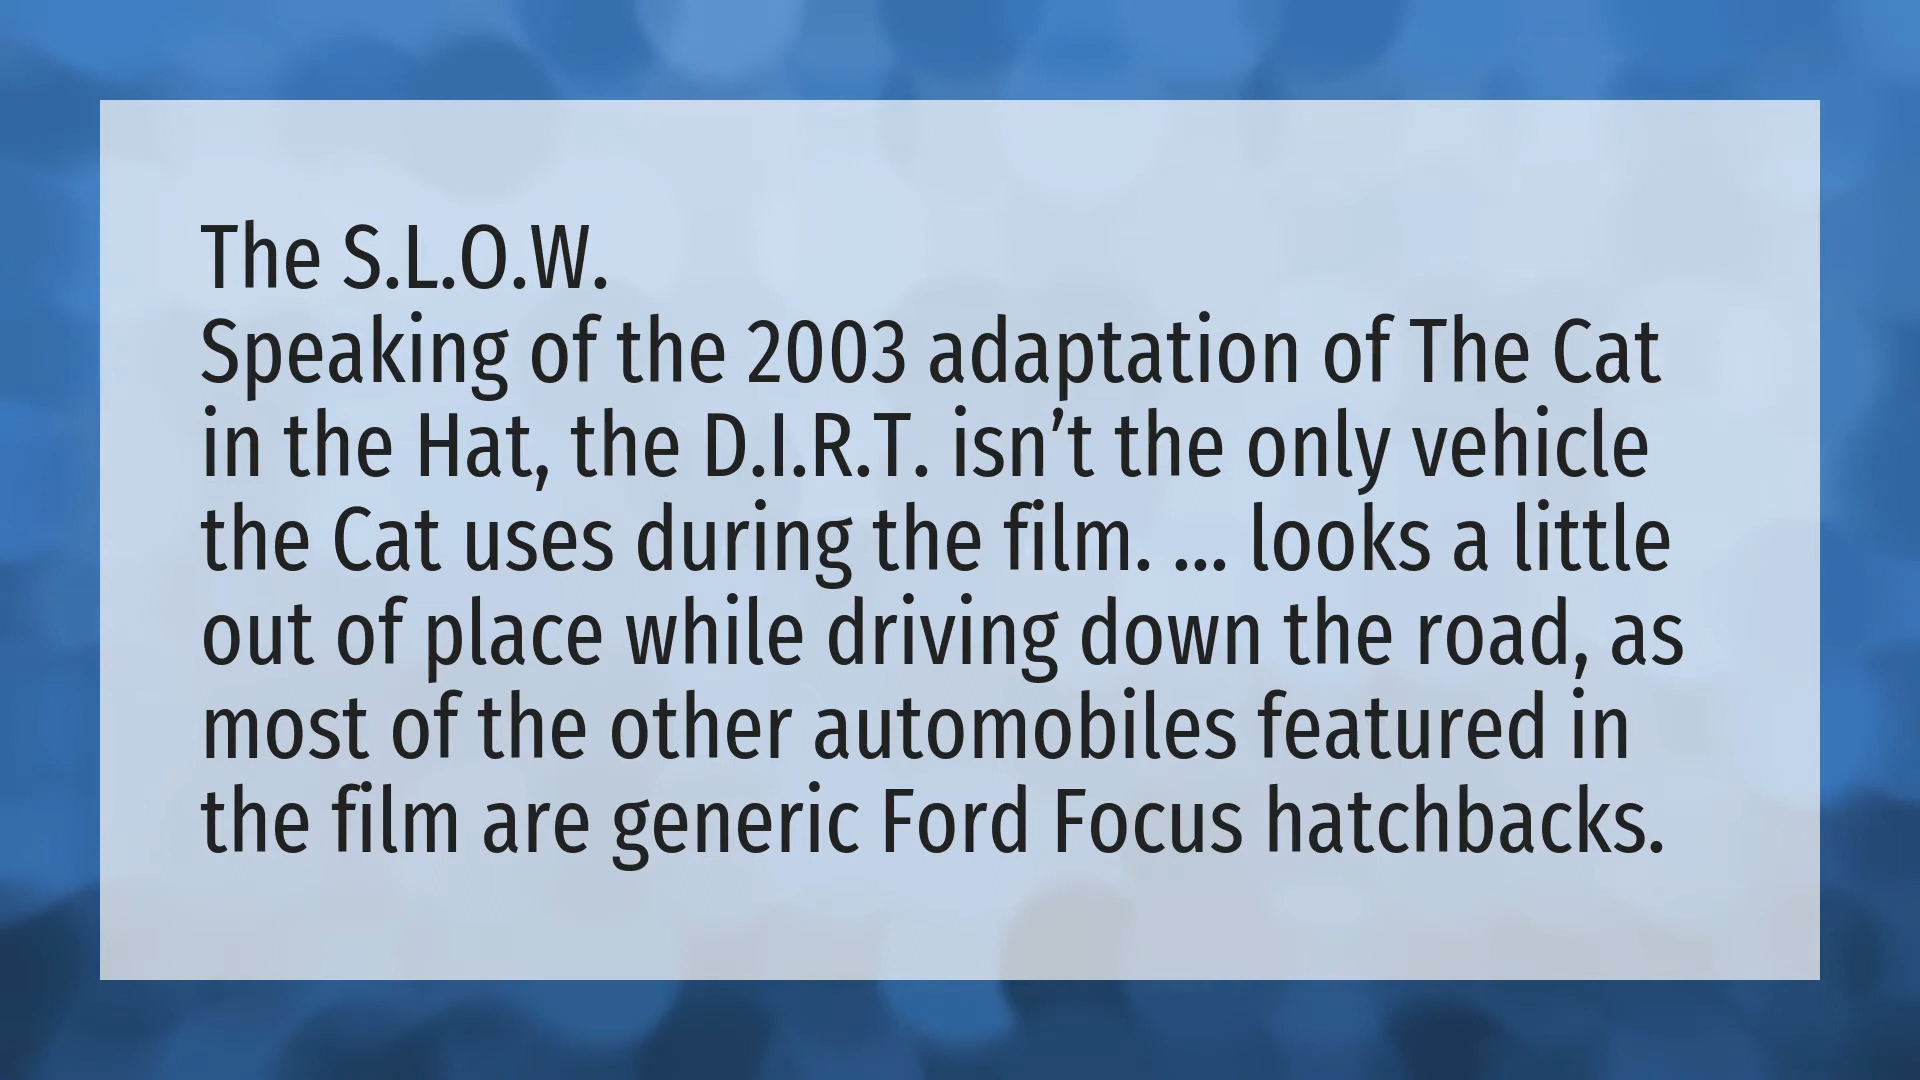 The S.L.O.W.
Speaking of the 2003 adaptation of The Cat
in the Hat, the D.I.R.T. isn’t the only vehicle
the Cat uses during the film. ... looks a little
out of place while driving down the road, as
most of the other automobiles featured in
the film are generic Ford Focus hatchbacks.